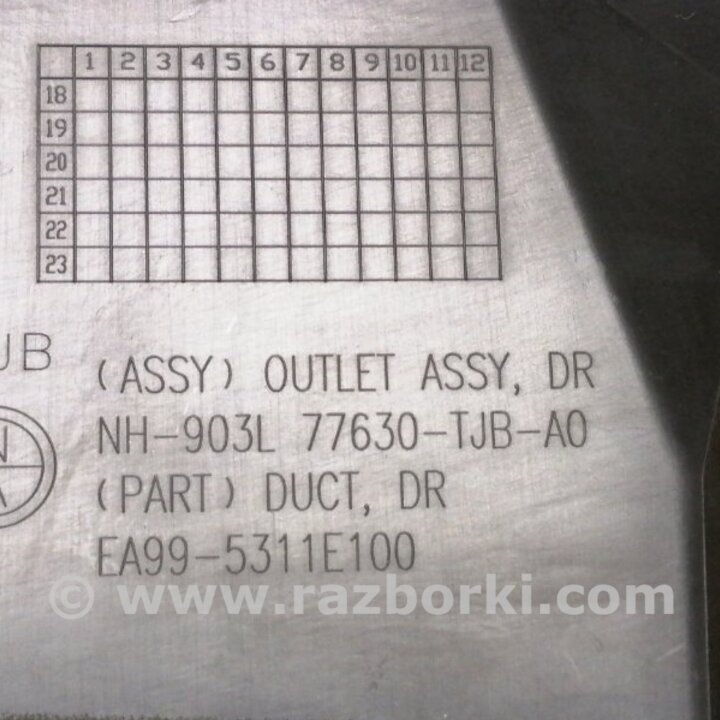 1 2 3 4 5 6 7 8 9 10 11 12
18
19
20
21
22
23
JB
(ASSY) OUTLET ASSY, DR
NH-903L 77630-TJB-A0
N
(PART) DUCT, DR
A
EA99-5311E100
© www.razborki.com